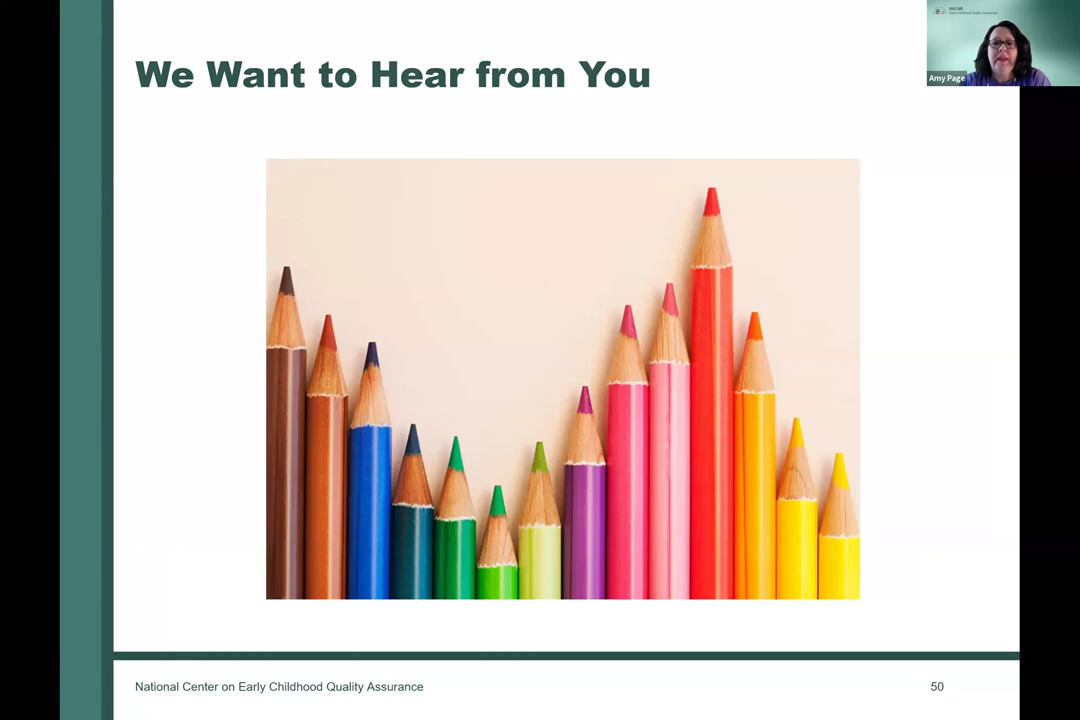 We Want to Hear from You
Amy Page
National Center on Early Childhood Quality Assurance
50